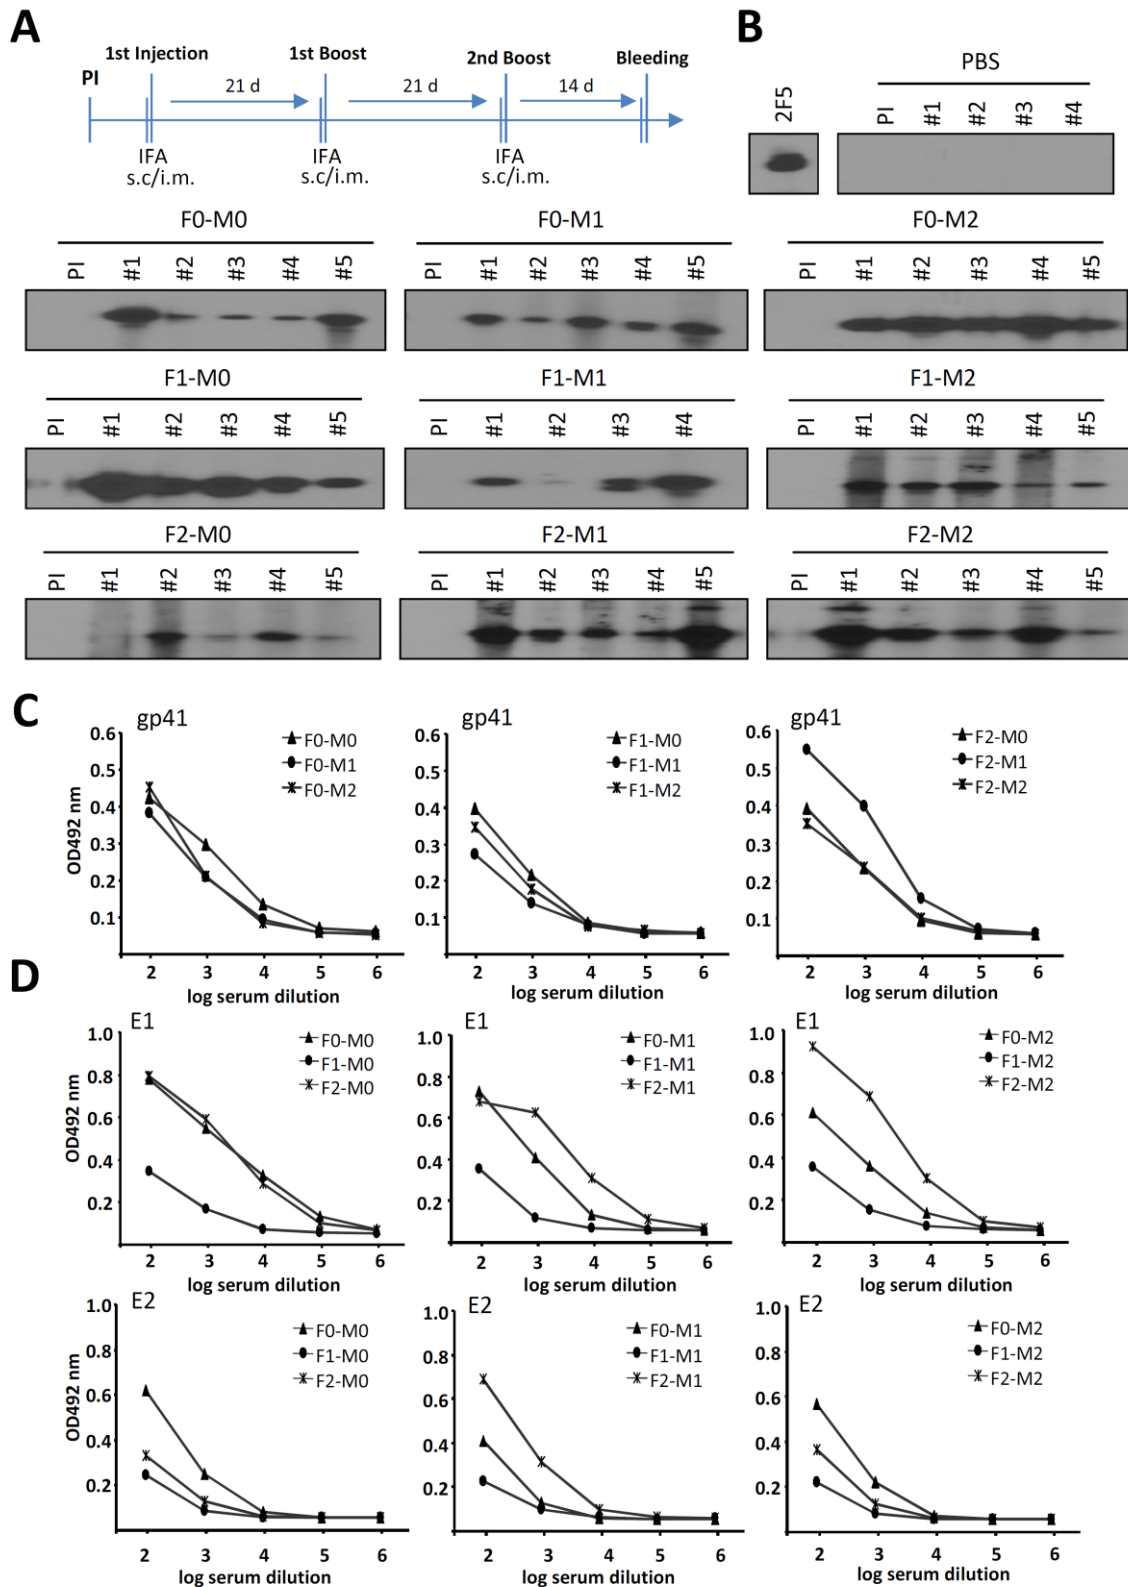 A
1st Injection 1st Boost 2nd Boost Bleeding
PI 21 d 21 d 14 d
IFA IFA IFA
s.c/i.m. s.c/i.m. s.c/i.m.
B
PBS
2F5 PI #1 #2 #3 #4
F0-M0 F0-M1 F0-M2
PI #1 #2 #3 #4 #5 PI #1 #2 #3 #4 #5 PI #1 #2 #3 #4 #5
F1-M0 F1-M1 F1-M2
PI #1 #2 #3 #4 #5 PI #1 #2 #3 #4 PI #1 #2 #3 #4 #5
F2-M0 F2-M1 F2-M2
PI #1 #2 #3 #4 #5 PI #1 #2 #3 #4 #5 PI #1 #2 #3 #4 #5
C
gp41
OD492 nm
0.6
0.5
0.4
0.3
0.2
0.1
F0-M0
F0-M1
F0-M2
2 3 4 5 6
log serum dilution
gp41
0.6
0.5
0.4
0.3
0.2
0.1
F1-M0
F1-M1
F1-M2
2 3 4 5 6
log serum dilution
gp41
0.6
0.5
0.4
0.3
0.2
0.1
F2-M0
F2-M1
F2-M2
2 3 4 5 6
log serum dilution
D
E1
OD492 nm
1.0
0.8
0.6
0.4
0.2
F0-M0
F1-M0
F2-M0
2 3 4 5 6
log serum dilution
E1
1.0
0.8
0.6
0.4
0.2
F0-M1
F1-M1
F2-M1
2 3 4 5 6
log serum dilution
E1
1.0
0.8
0.6
0.4
0.2
F0-M2
F1-M2
F2-M2
2 3 4 5 6
log serum dilution
E2
OD492 nm
1.0
0.8
0.6
0.4
0.2
F0-M0
F1-M0
F2-M0
2 3 4 5 6
log serum dilution
E2
1.0
0.8
0.6
0.4
0.2
F0-M1
F1-M1
F2-M1
2 3 4 5 6
log serum dilution
E2
1.0
0.8
0.6
0.4
0.2
F0-M2
F1-M2
F2-M2
2 3 4 5 6
log serum dilution